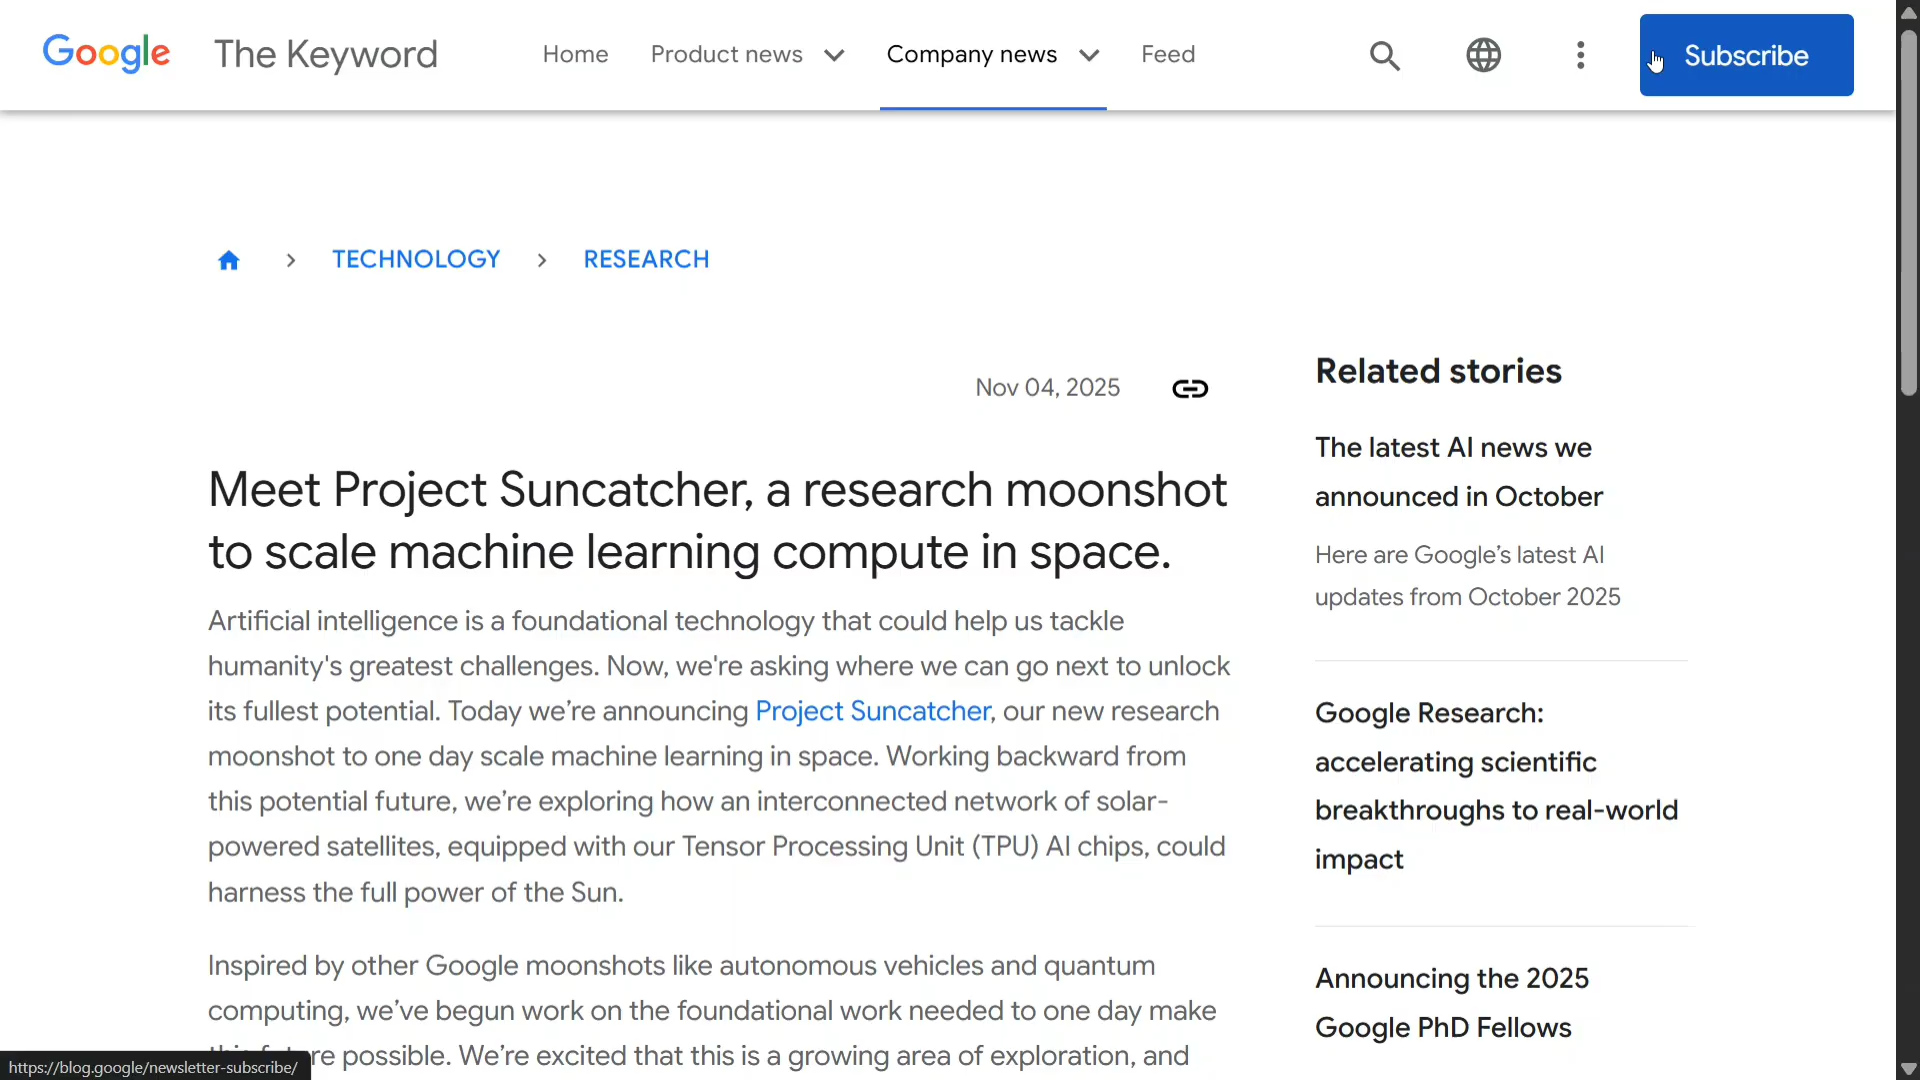 Google The Keyword Home Product news Company news Feed Subscribe
TECHNOLOGY > RESEARCH
Nov 04, 2025
Meet Project Suncatcher, a research moonshot
to scale machine learning compute in space.
Artificial intelligence is a foundational technology that could help us tackle
humanity's greatest challenges. Now, we're asking where we can go next to unlock
its fullest potential. Today we’re announcing Project Suncatcher, our new research
moonshot to one day scale machine learning in space. Working backward from
this potential future, we’re exploring how an interconnected network of solar-
powered satellites, equipped with our Tensor Processing Unit (TPU) AI chips, could
harness the full power of the Sun.
Inspired by other Google moonshots like autonomous vehicles and quantum
computing, we’ve begun work on the foundational work needed to one day make
possible. We’re excited that this is a growing area of exploration, and
Related stories
The latest AI news we
announced in October
Here are Google’s latest AI
updates from October 2025
Google Research:
accelerating scientific
breakthroughs to real-world
impact
Announcing the 2025
Google PhD Fellows
https://blog.google/newsletter-subscribe/